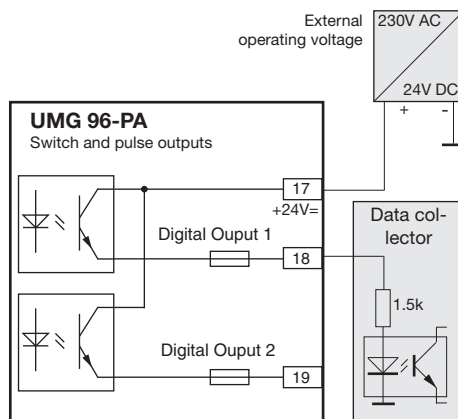 External
operating voltage
230V AC
24V DC
+ -
UMG 96-PA
Switch and pulse outputs
17
+24V=
Digital Ouput 1
18
Data col-
lector
1.5k
Digital Ouput 2
19